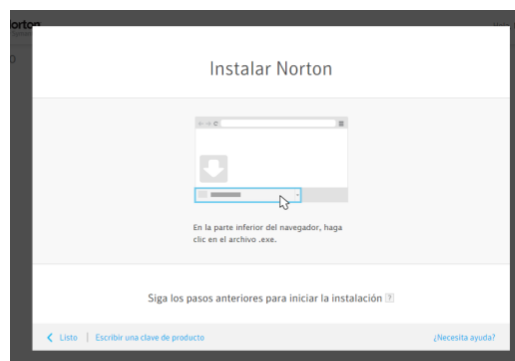 Instalar Norton
En la parte inferior del navegador, haga
clic en el archivo .exe.
Siga los pasos anteriores para iniciar la instalación ?
Listo | Escribir una clave de producto
¿Necesita ayuda?